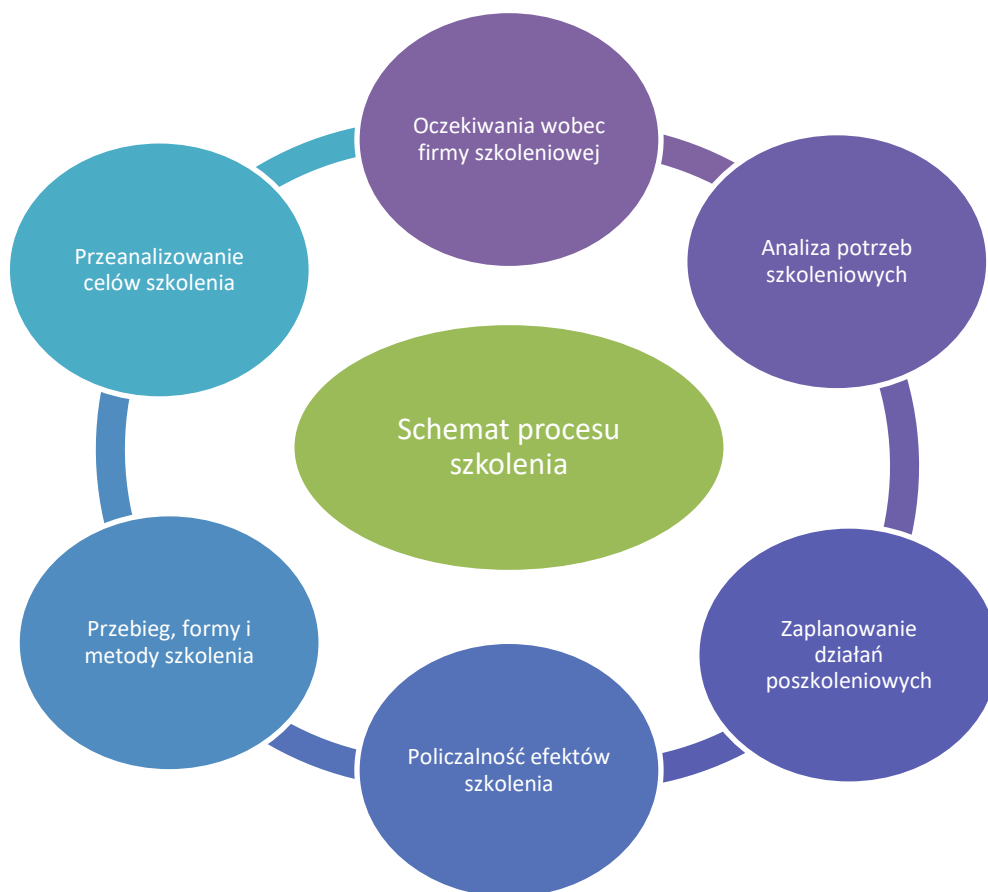 Oczekiwania wobec
firmy szkoleniowej
Analiza potrzeb
szkoleniowych
Zaplanowanie
działań
poszkoleniowych
Policzalność efektów
szkolenia
Przebieg, formy i
metody szkolenia
Przeanalizowanie
celów szkolenia
Schemat procesu
szkolenia